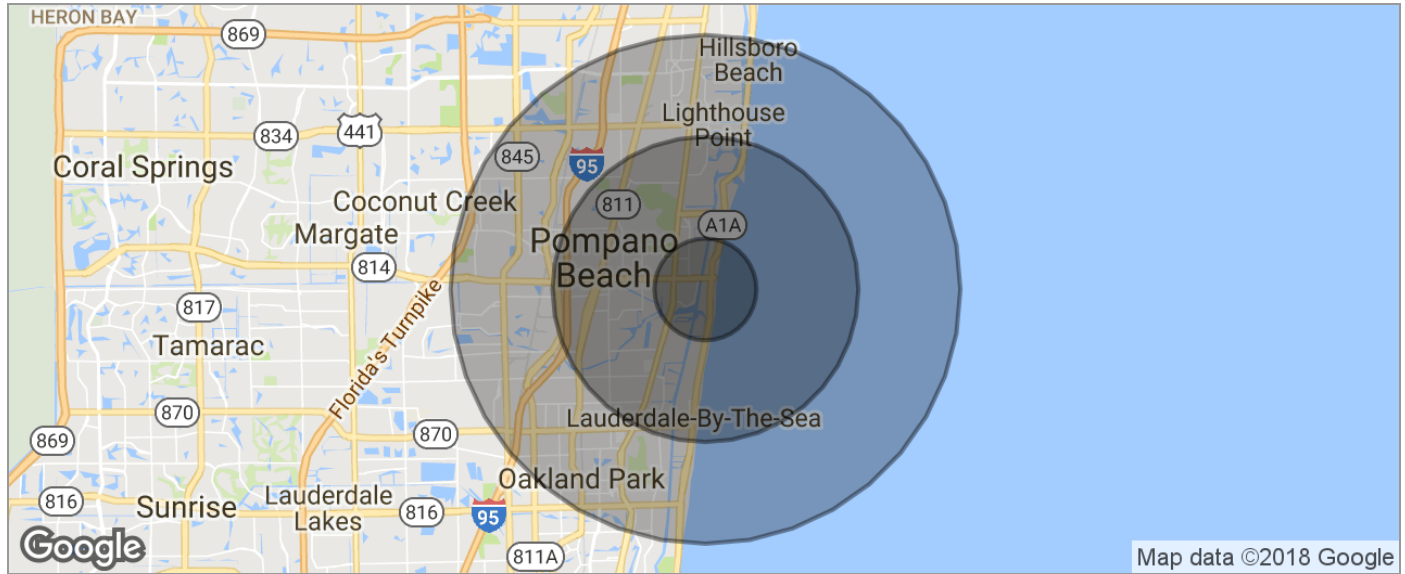 HERON BAY
869
Hillsboro
Beach
Lighthouse
Point
834
441
845
95
Coral Springs
Coconut Creek
811
Margate
A1A
Pompano
Beach
814
817
Florida's Turnpike
Tamarac
870
Lauderdale-By-The-Sea
869
870
Oakland Park
816
Sunrise
Lauderdale
Lakes
816
95
811A
Google
Map data ©2018 Google